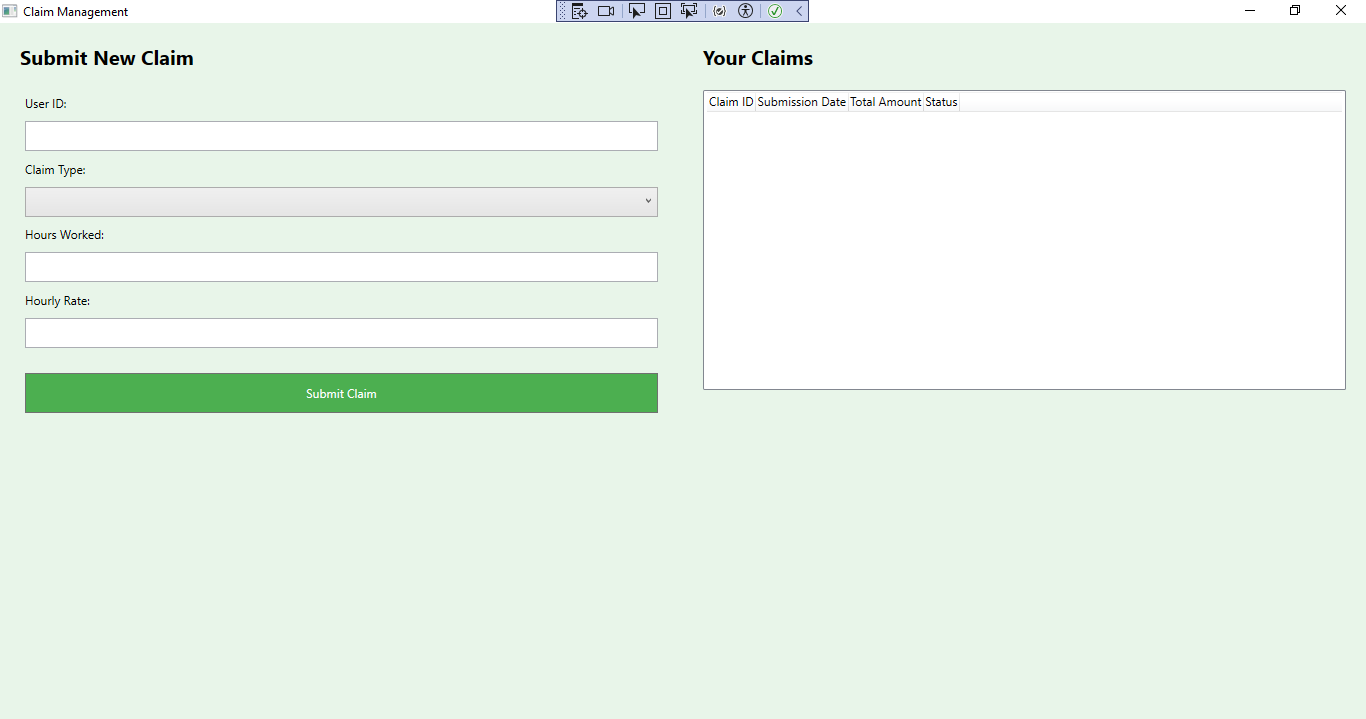 Claim Management
Submit New Claim
User ID:
Claim Type:
Hours Worked:
Hourly Rate:
Submit Claim
Your Claims
Claim ID Submission Date Total Amount Status